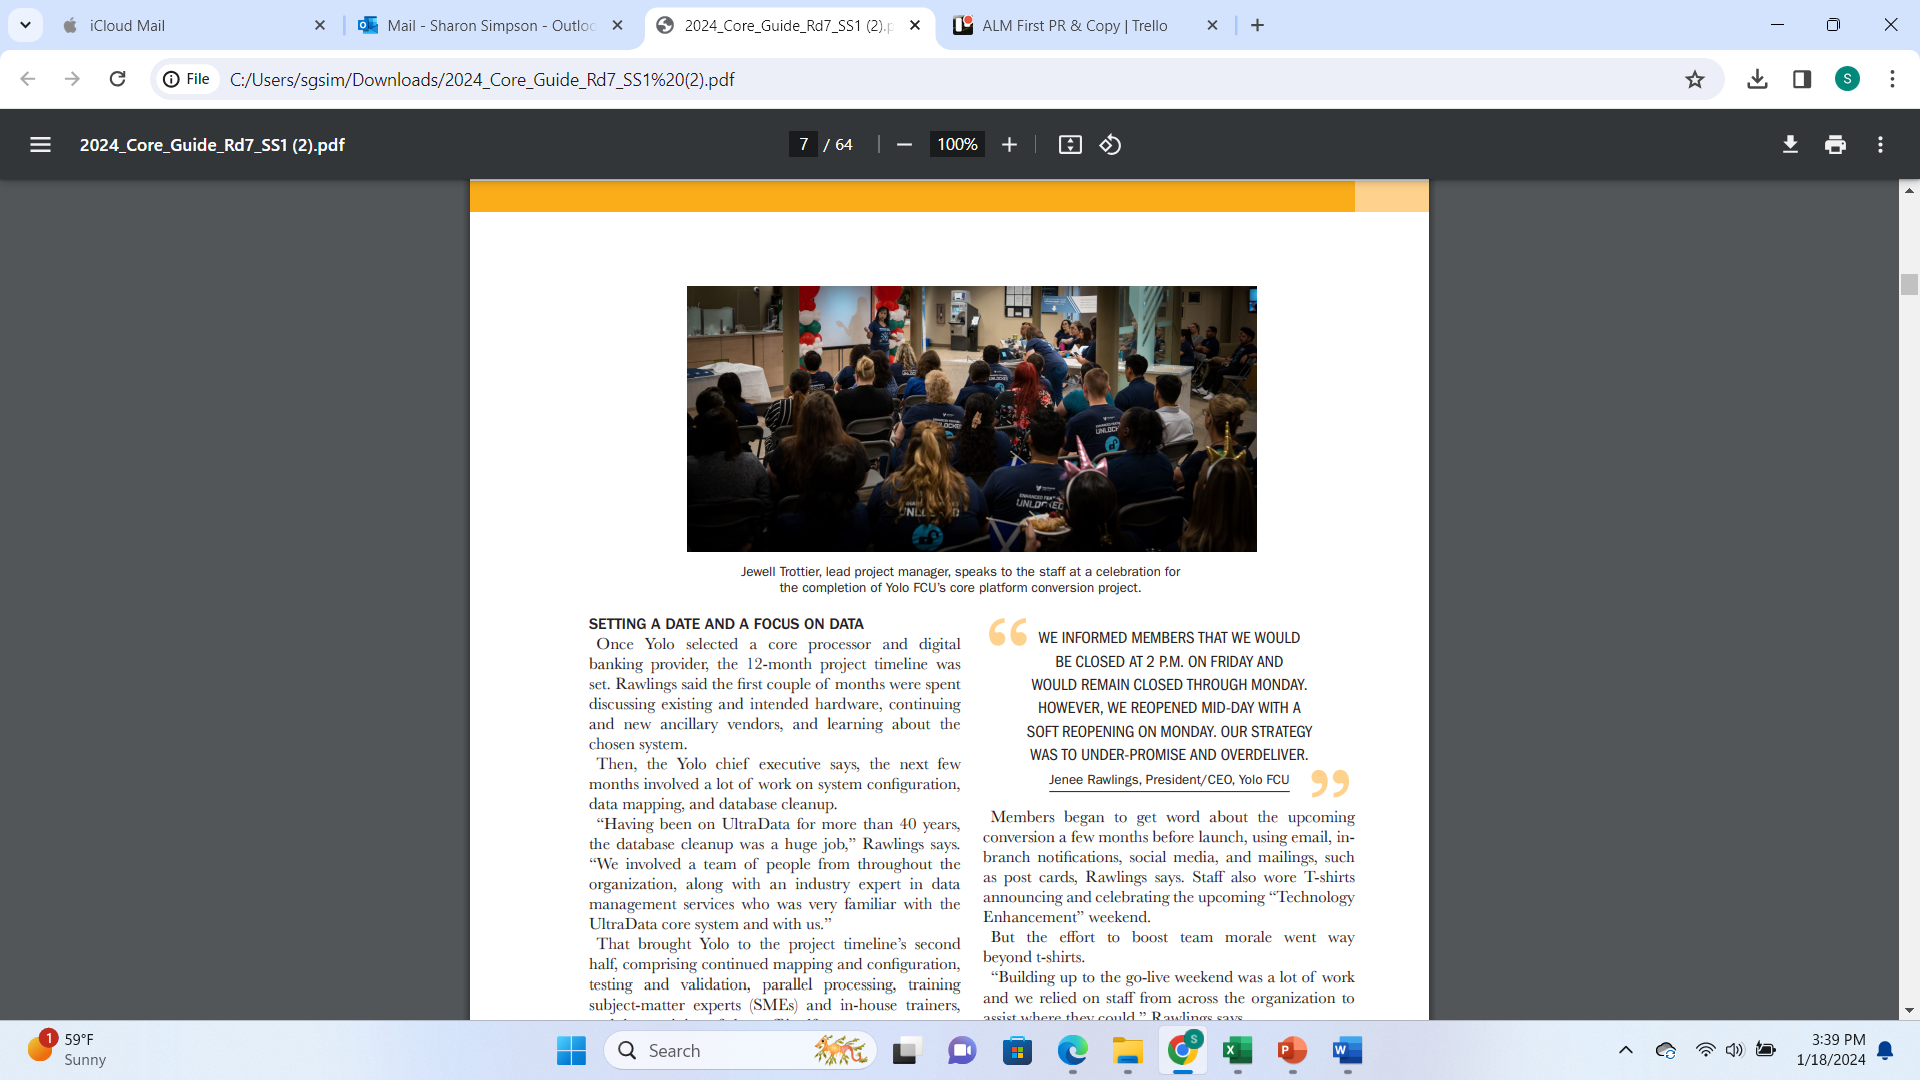 iCloud Mail
Mail - Sharon Simpson - Outlo
2024_Core_Guide_Rd7_SS1 (2).p
ALM First PR & Copy | Trello
File
C:/Users/sgsim/Downloads/2024_Core_Guide_Rd7_SS1%20(2).pdf
S
2024_Core_Guide_Rd7_SS1 (2).pdf
7 / 64
100%
UNLOCKED
ENHANCED
UNLOCKED
Jewell Trottier, lead project manager, speaks to the staff at a celebration for
the completion of Yolo FCU's core platform conversion project.
SETTING A DATE AND A FOCUS ON DATA
Once Yolo selected a core processor and digital
banking provider, the 12-month project timeline was
set. Rawlings said the first couple of months were spent
discussing existing and intended hardware, continuing
and new ancillary vendors, and learning about the
chosen system.
Then, the Yolo chief executive says, the next few
months involved a lot of work on system configuration,
data mapping, and database cleanup.
“Having been on UltraData for more than 40 years,
the database cleanup was a huge job,” Rawlings says.
“We involved a team of people from throughout the
organization, along with an industry expert in data
management services who was very familiar with the
UltraData core system and with us.”
That brought Yolo to the project timeline’s second
half, comprising continued mapping and configuration,
testing and validation, parallel processing, training
subject-matter experts (SMEs) and in-house trainers,
“ WE INFORMED MEMBERS THAT WE WOULD
BE CLOSED AT 2 P.M. ON FRIDAY AND
WOULD REMAIN CLOSED THROUGH MONDAY.
HOWEVER, WE REOPENED MID-DAY WITH A
SOFT REOPENING ON MONDAY. OUR STRATEGY
WAS TO UNDER-PROMISE AND OVERDELIVER.
Jenee Rawlings, President/CEO, Yolo FCU ”
Members began to get word about the upcoming
conversion a few months before launch, using email, in-
branch notifications, social media, and mailings, such
as post cards, Rawlings says. Staff also wore T-shirts
announcing and celebrating the upcoming “Technology
Enhancement” weekend.
But the effort to boost team morale went way
beyond t-shirts.
“Building up to the go-live weekend was a lot of work
and we relied on staff from across the organization to
assist where they could,” Rawlings says.
1
59°F
Sunny
Search
S
X
P
W
3:39 PM
1/18/2024